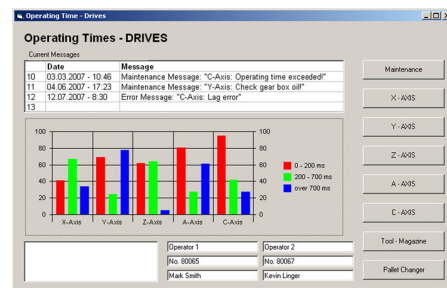 Operating Time - Drives
Operating Times - DRIVES
Current Messages
Date Message
10 03.03.2007 - 10:46 Maintenance Message: "C-Axis: Operating time exceeded!"
11 04.06.2007 - 17:23 Maintenance Message: "Y-Axis: Check gear box oil!"
12 12.07.2007 - 8:30 Error Message: "C-Axis: Lag error"
13
Maintenance
X - AXIS
Y - AXIS
Z - AXIS
A - AXIS
C - AXIS
Tool - Magazine
Pallet Changer
100 100
80 80
60 60
40 40
20 20
0 0
X-Axis Y-Axis Z-Axis A-Axis C-Axis
0 - 200 ms
200 - 700 ms
over 700 ms
Operator 1 Operator 2
No. 80065 No. 80067
Mark Smith Kevin Linger